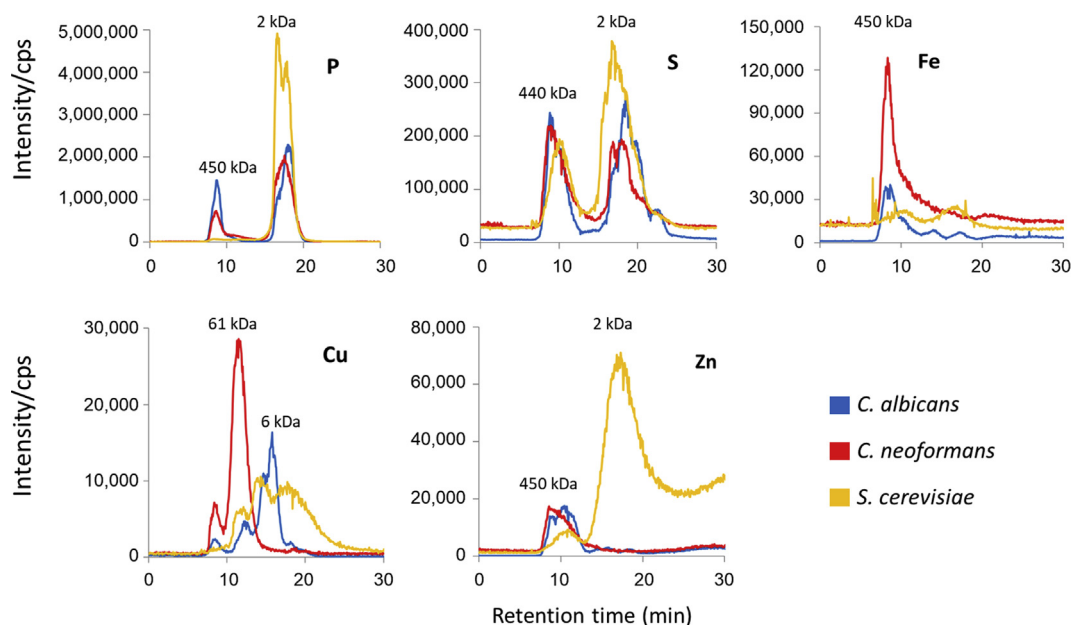 2 kDa
5,000,000
P
4,000,000
3,000,000
2,000,000
450 kDa
1,000,000
0
0 10 20 30
Intensity/cps
2 kDa
400,000
S
300,000
440 kDa
200,000
100,000
0
0 10 20 30
450 kDa
150,000
Fe
120,000
90,000
60,000
30,000
0
0 10 20 30
61 kDa
30,000
Cu
20,000
6 kDa
10,000
0
0 10 20 30
Intensity/cps
2 kDa
80,000
Zn
60,000
40,000
450 kDa
20,000
0
0 10 20 30
C. albicans
C. neoformans
S. cerevisiae
Retention time (min)